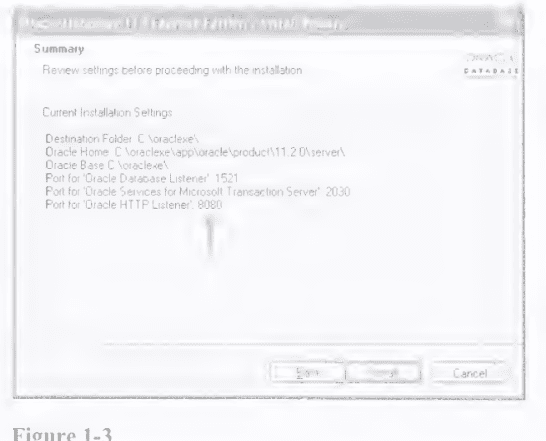 Summary
Review settings before proceeding with the installation
DATABASE
Current Installation Settings
Destination Folder C \oraclexe\
Oracle Home C \oraclexe\app\oracle\product\11.2 0\server\
Oracle Base C \oraclexe\
Port for 'Oracle Database Listener' 1521
Port for 'Oracle Services for Microsoft Transaction Server' 2030
Port for 'Oracle HTTP Listener' 8080
Cancel
Figure 1-3